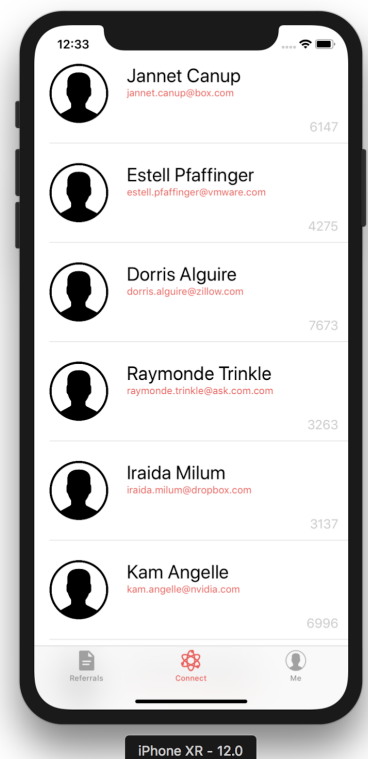 12:33
Jannet Canup
jannet.canup@box.com
6147
Estell Pfaffinger
estell.pfaffinger@vmware.com
4275
Dorris Alguire
dorris.alguire@zillow.com
7673
Raymonde Trinkle
raymonde.trinkle@ask.com.com
3263
Iraida Milum
iraida.milum@dropbox.com
3137
Kam Angelle
kam.angelle@nvidia.com
6996
Referrals Connect Me
iPhone XR - 12.0